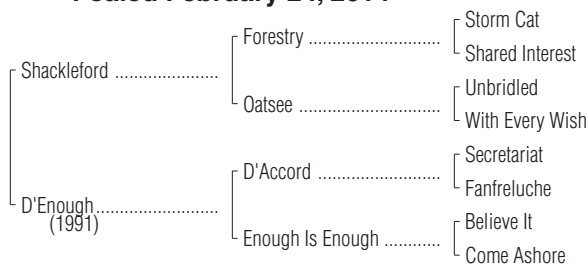 Foaled February 24, 2014
Storm Cat
Forestry ................................
Shared Interest
Shackleford .........................
Unbridled
Oatsee ..................................
With Every Wish
Secretariat
D'Accord ..............................
Fanfreluche
D'Enough.............................
(1991)
Believe It
Enough Is Enough .............
Come Ashore